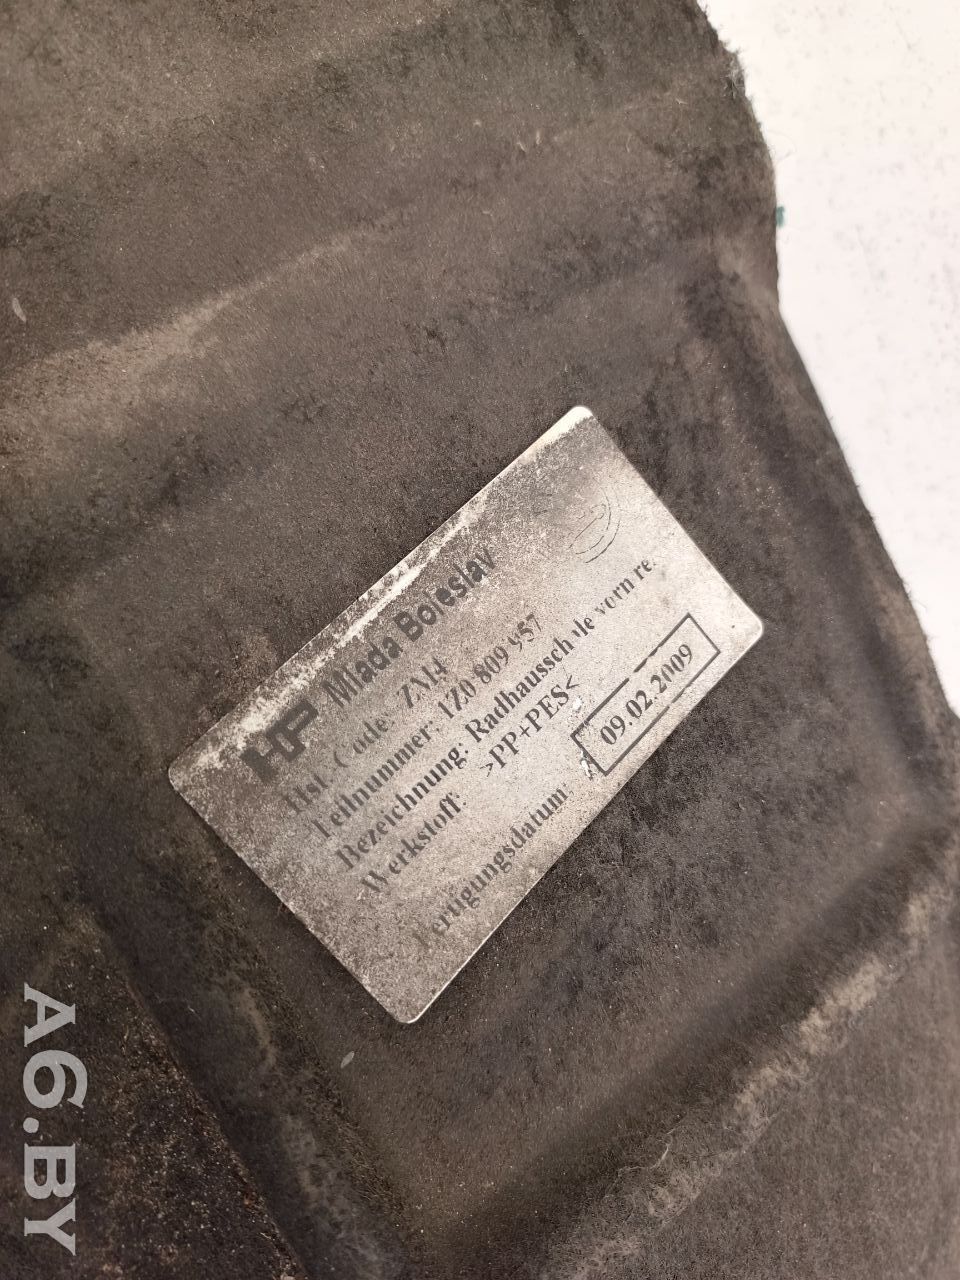 HP Mlada Boleslav
Hst. Code: ZM4
Teilnummer: 1Z0 809 957
Bezeichnung: Radhausschale vorn re.
Werkstoff: >PP+PES<
Fertigungsdatum: 09.02.2009
A6.BY